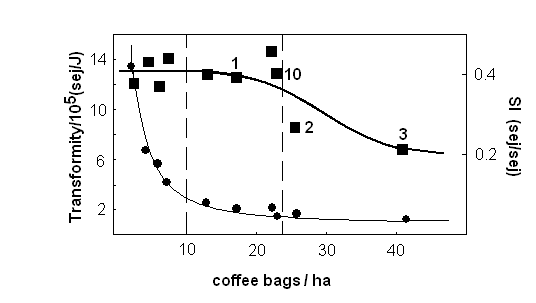 14
10
6
2
Transformity/10⁵(sej/J)
1
10
2
3
0.4
0.2
SI (sej/sej)
10 20 30 40
coffee bags / ha